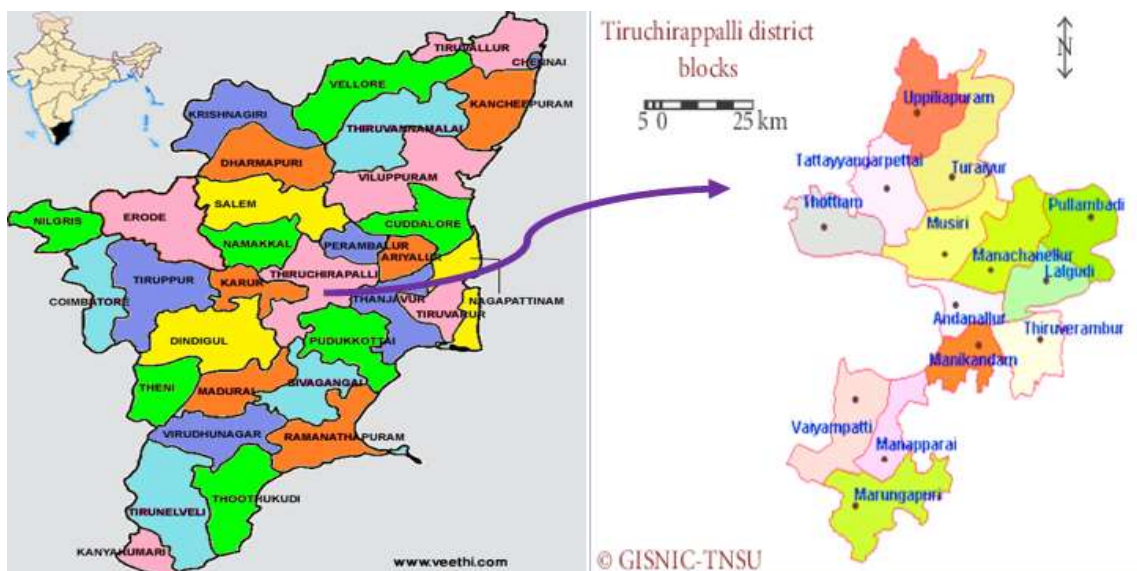 TIRUVALLUR
CHENNAI
VELLORE
KANCHEEPURAM
KRISHNAGIRI
THIRUVANNAMALAI
DHARMAPURI
VILUPPURAM
SALEM
ERODE
NILGRIS
CUDDALORE
NAMAKKAL
PERAMBALUR
ARIYALUR
THIRUCHIRAPALLI
TIRUPPUR
KARUR
COIMBATORE
THANJAVUR
NAGAPATTINAM
TIRUVARUR
DINDIGUL
PUDUKKOTTAI
THENI
MADURAI
SIVAGANGAI
VIRUDHUNAGAR
RAMANATHAPURAM
THOOTHUKUDI
TIRUNELVELI
KANYAHUMARI
www.veethi.com
Tiruchirappalli district
blocks
5 0 25 km
N
Uppiliapuram
Tattayyangarpettai
Turaiyur
Thottiam
Musiri
Pullambadi
Manachanellur
Lalgudi
Andanallur
Thiruverambur
Manikandam
Vaiyampatti
Manapparai
Marungapuri
© GISNIC-TNSU